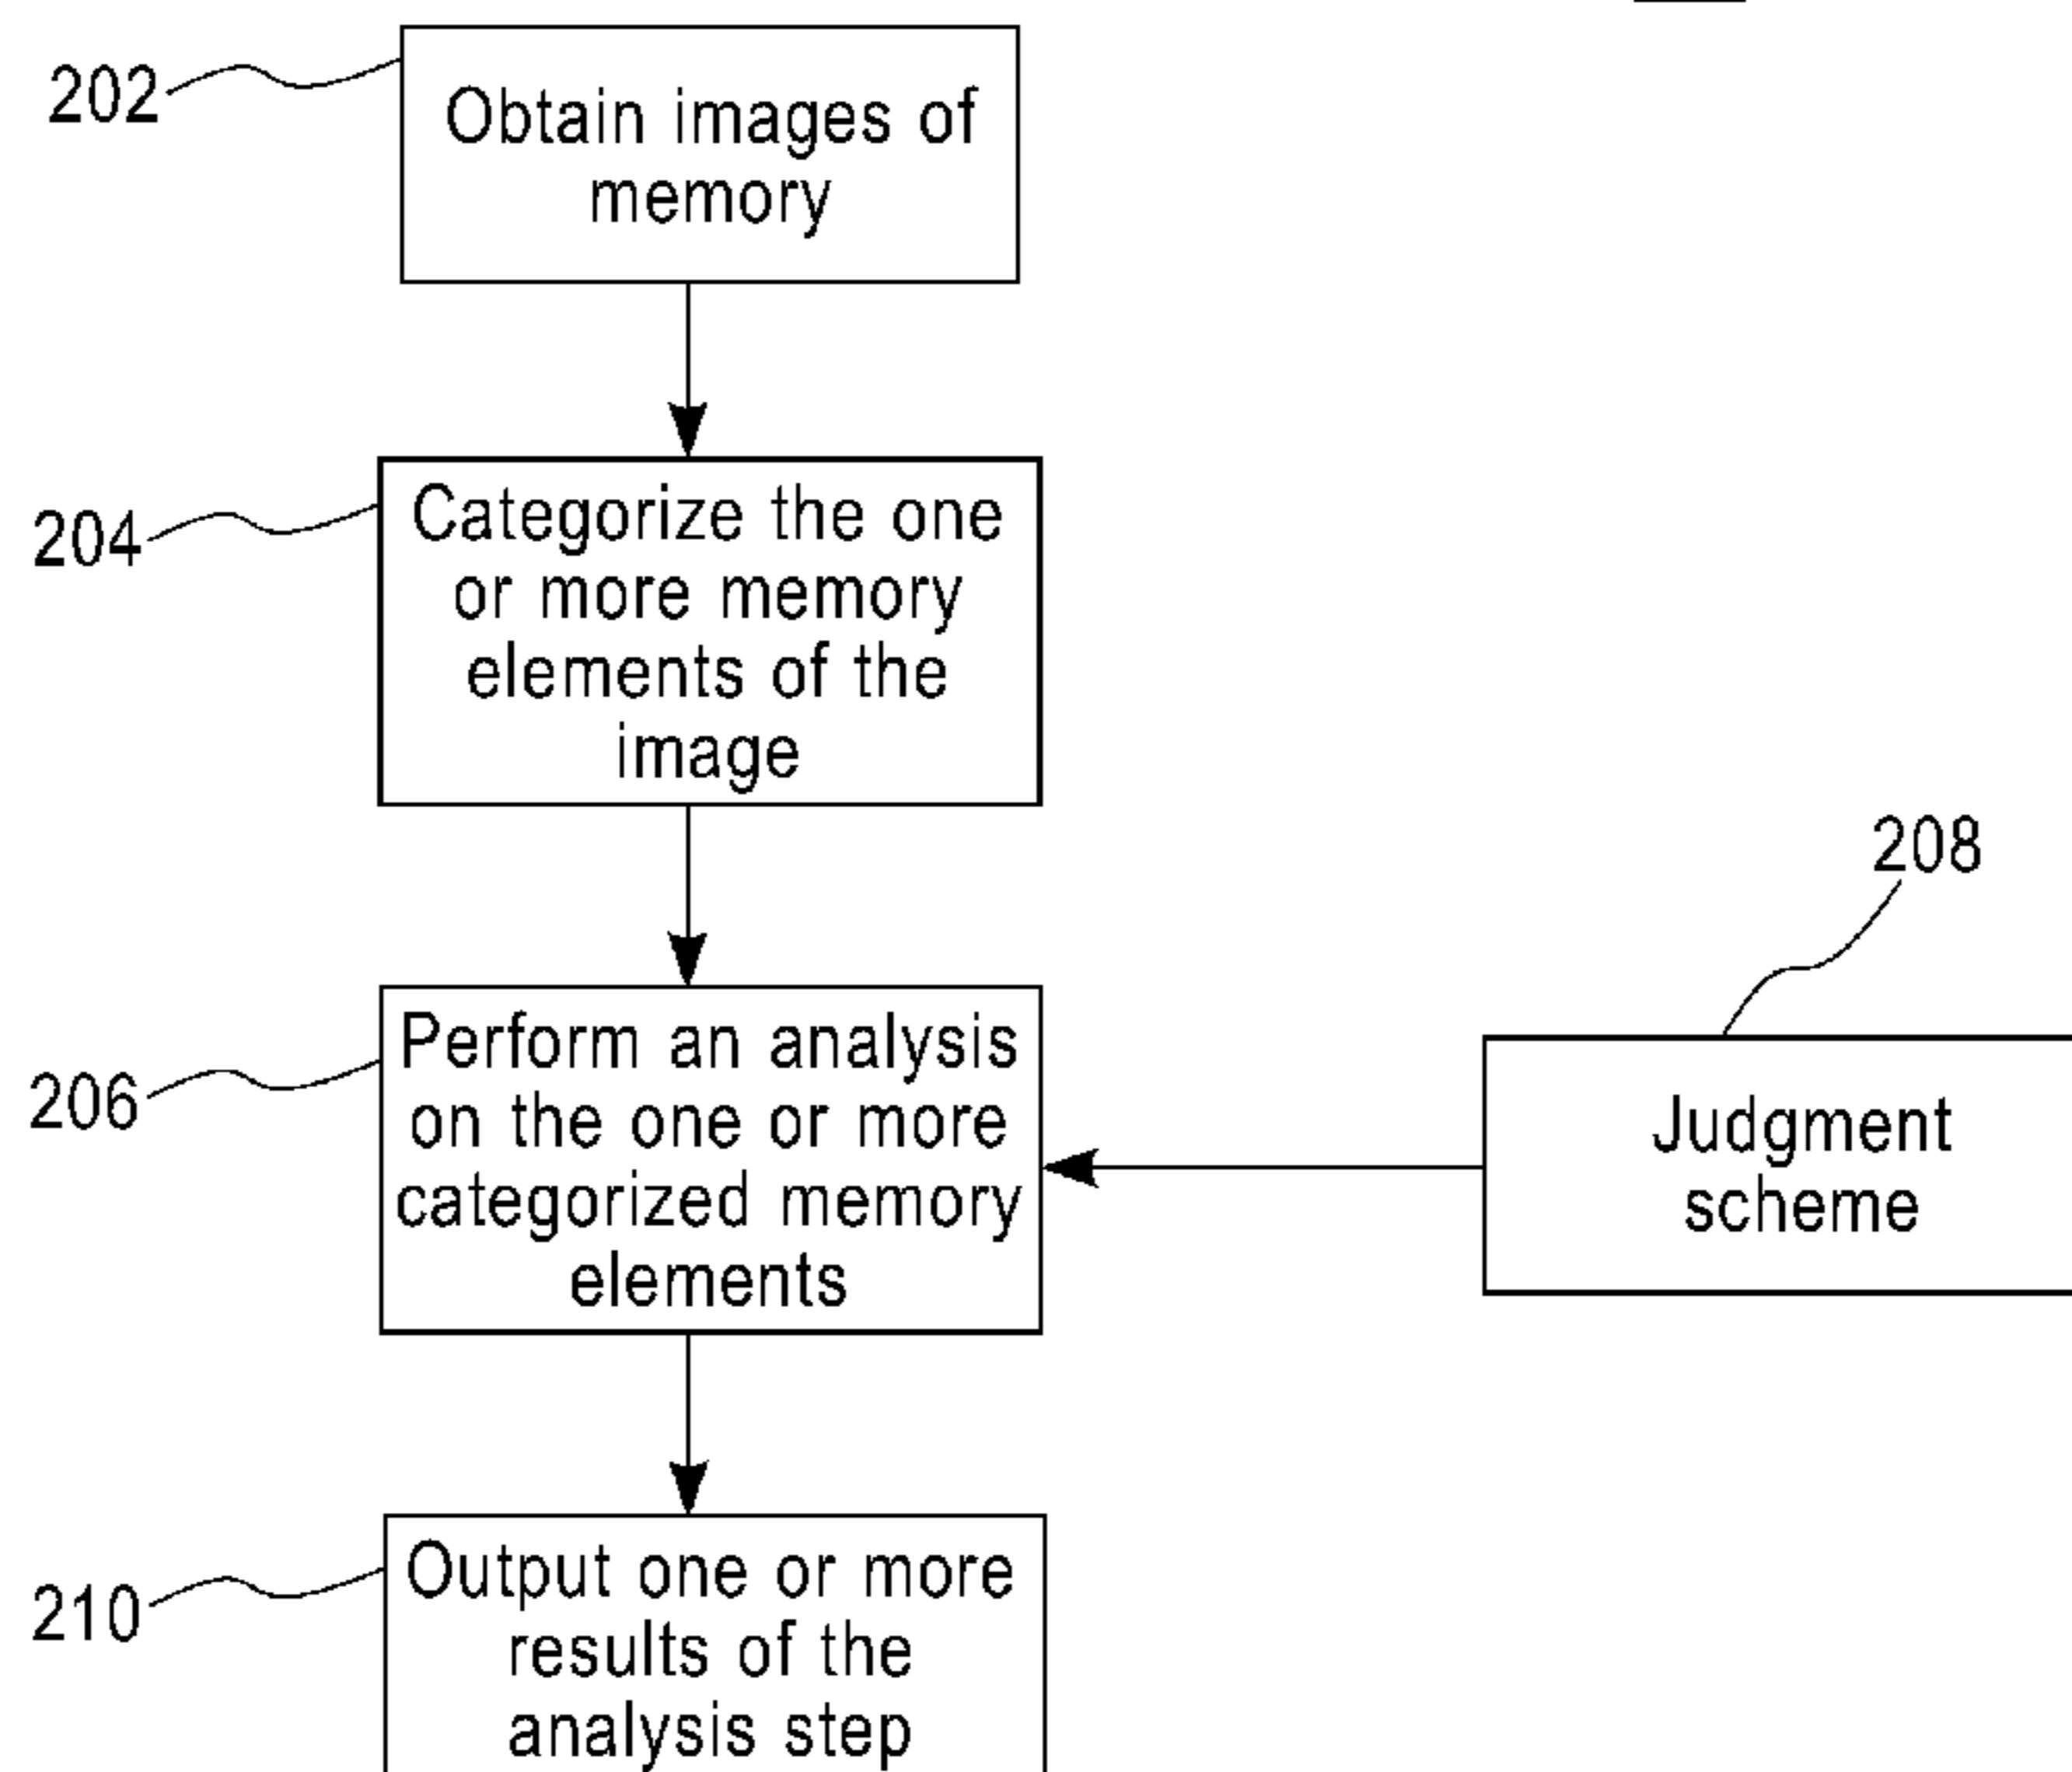 202
Obtain images of
memory
204
Categorize the one
or more memory
elements of the
image
206
Perform an analysis
on the one or more
categorized memory
elements
208
Judgment
scheme
210
Output one or more
results of the
analysis step